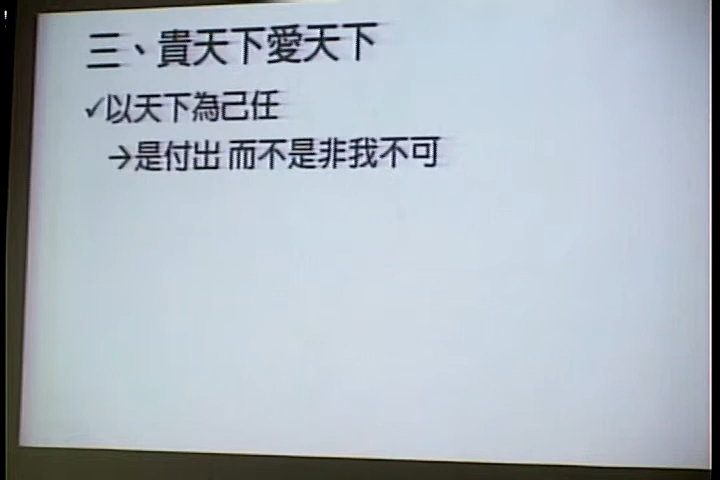 三、貴天下愛天下
✓以天下為己任
→是付出 而不是非我不可